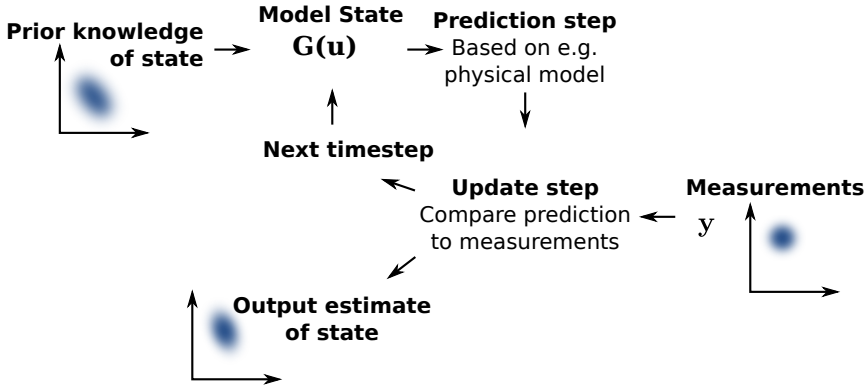 Prior knowledge
of state
Model State
G(u)
Prediction step
Based on e.g.
physical model
Next timestep
Update step
Compare prediction
to measurements
Measurements
y
Output estimate
of state